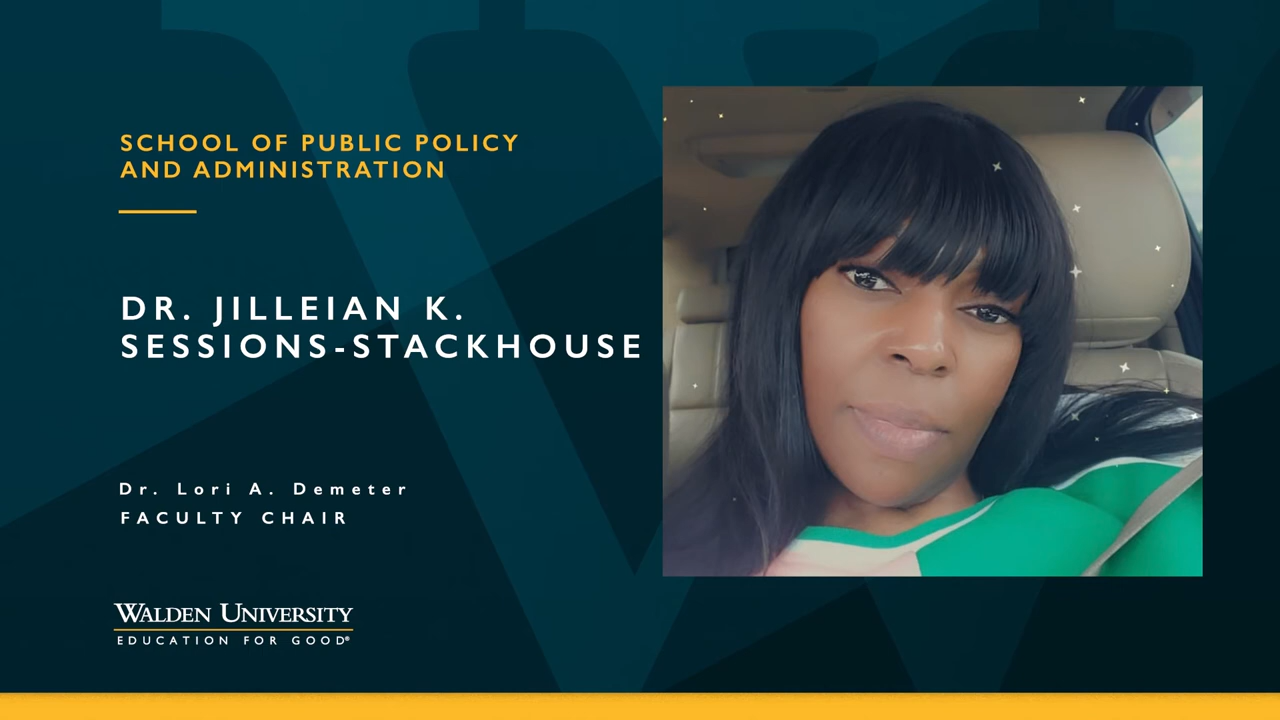 SCHOOL OF PUBLIC POLICY
AND ADMINISTRATION
DR. JILLEIAN K.
SESSIONS-STACKHOUSE
Dr. Lori A. Demeter
FACULTY CHAIR
WALDEN UNIVERSITY
EDUCATION FOR GOOD®